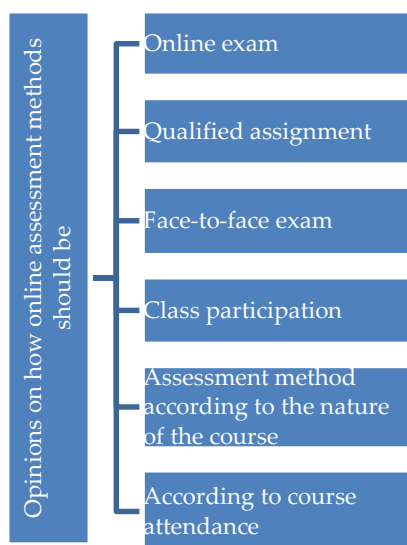 Opinions on how online assessment methods
should be
Online exam
Qualified assignment
Face-to-face exam
Class participation
Assessment method
according to the nature
of the course
According to course
attendance